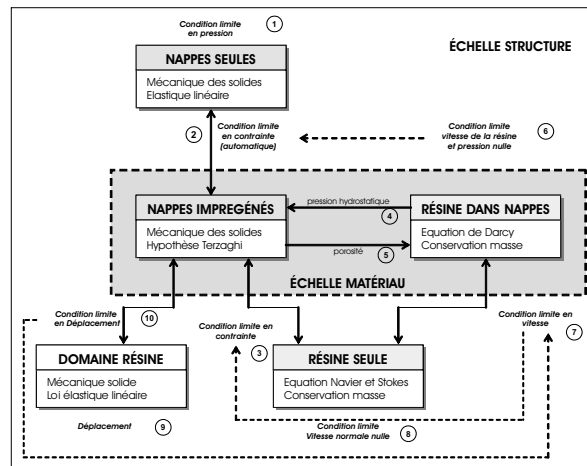 Condition limite
en pression
1
ÉCHELLE STRUCTURE
NAPPES SEULES
Mécanique des solides
Elastique linéaire
2
Condition limite
en contrainte
(automatique)
Condition limite
vitesse de la résine
et pression nulle
6
NAPPES IMPREGÉNÉS
Mécanique des solides
Hypothèse Terzaghi
pression hydrostatique
4
porosité
5
RÉSINE DANS NAPPES
Equation de Darcy
Conservation masse
ÉCHELLE MATÉRIAU
Condition limite
en Déplacement
10
Condition limite en
contrainte
3
Condition limite en
vitesse
7
DOMAINE RÉSINE
Mécanique solide
Loi élastique linéaire
RÉSINE SEULE
Equation Navier et Stokes
Conservation masse
Déplacement
9
Condition limite
Vitesse normale nulle
8